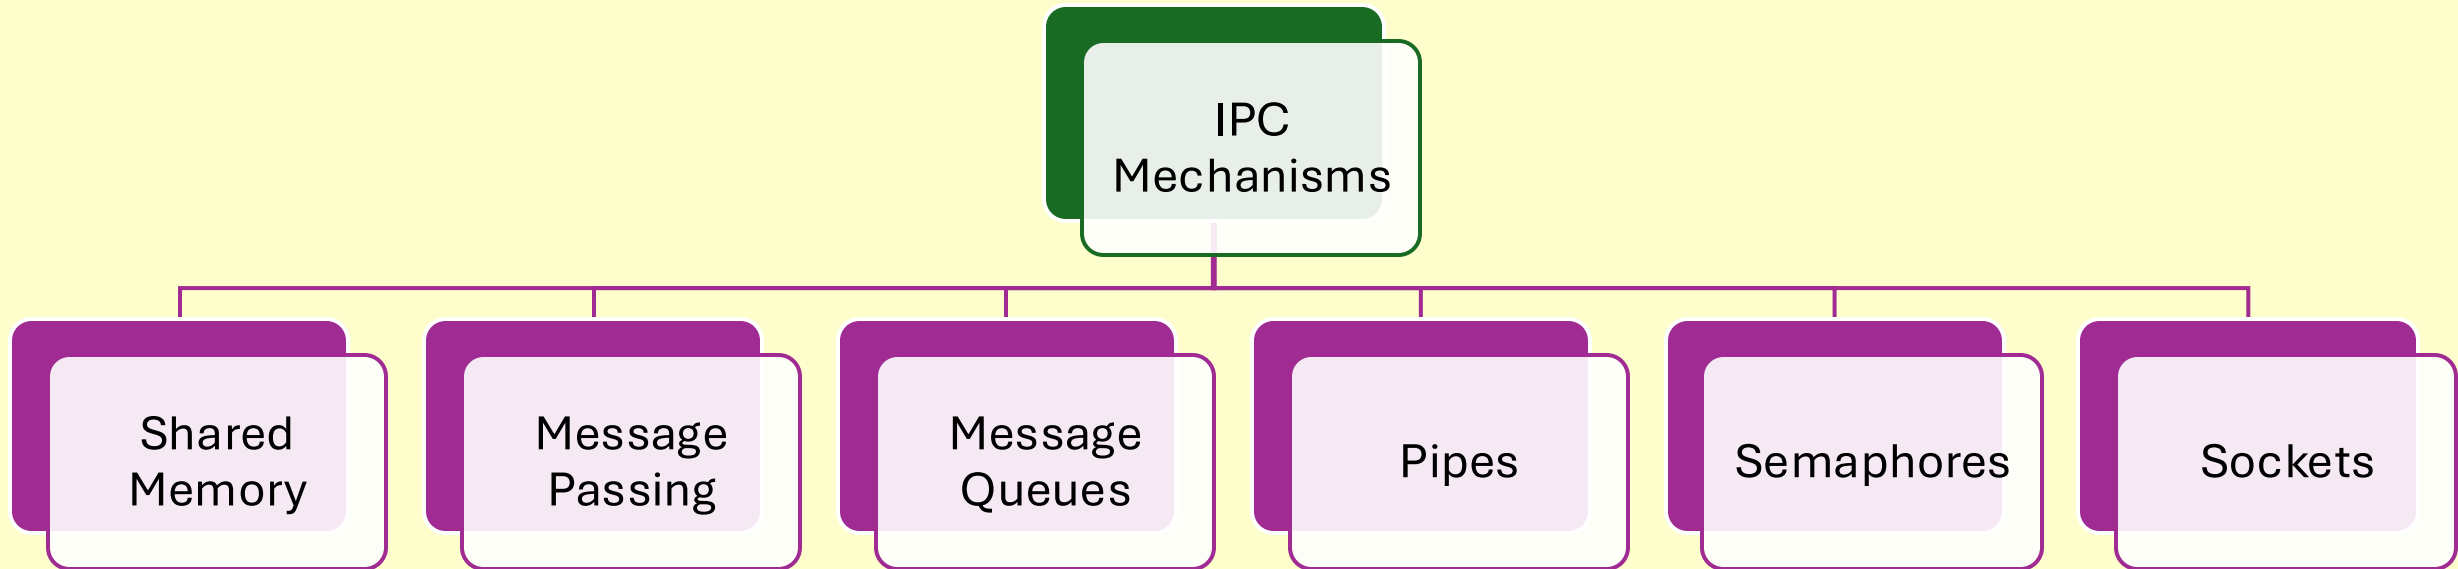 IPC
Mechanisms
Shared
Memory
Message
Passing
Message
Queues
Pipes
Semaphores
Sockets